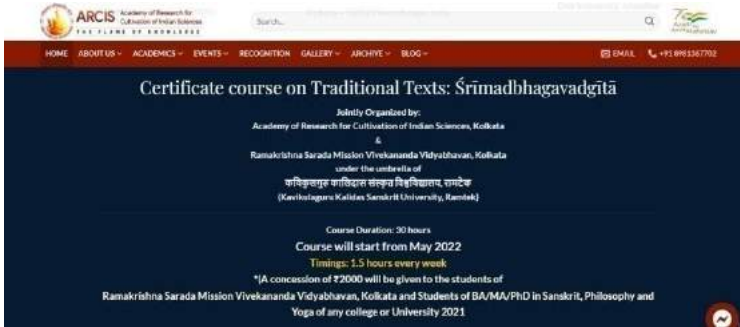 ARCIS Academy of Research for
Cultivation of Indian Sciences
THE FLAME OF KNOWLEDGE
Search...
HOME ABOUT US ACADEMICS EVENTS RECOGNITION GALLERY ARCHIVE BLOG EMAIL +91 8981367702
Certificate course on Traditional Texts: Śrīmadbhagavadgītā
Jointly Organized by:
Academy of Research for Cultivation of Indian Sciences, Kolkata
&
Ramakrishna Sarada Mission Vivekananda Vidyabhavan, Kolkata
under the umbrella of
कविकुलगुरु कालिदास संस्कृत विश्वविद्यालय, रामटेक
(Kavikulaguru Kalidas Sanskrit University, Ramtek)
Course Duration: 30 hours
Course will start from May 2022
Timings: 1.5 hours every week
*(A concession of ₹2000 will be given to the students of
Ramakrishna Sarada Mission Vivekananda Vidyabhavan, Kolkata and Students of BA/MA/PhD in Sanskrit, Philosophy and
Yoga of any college or University 2021